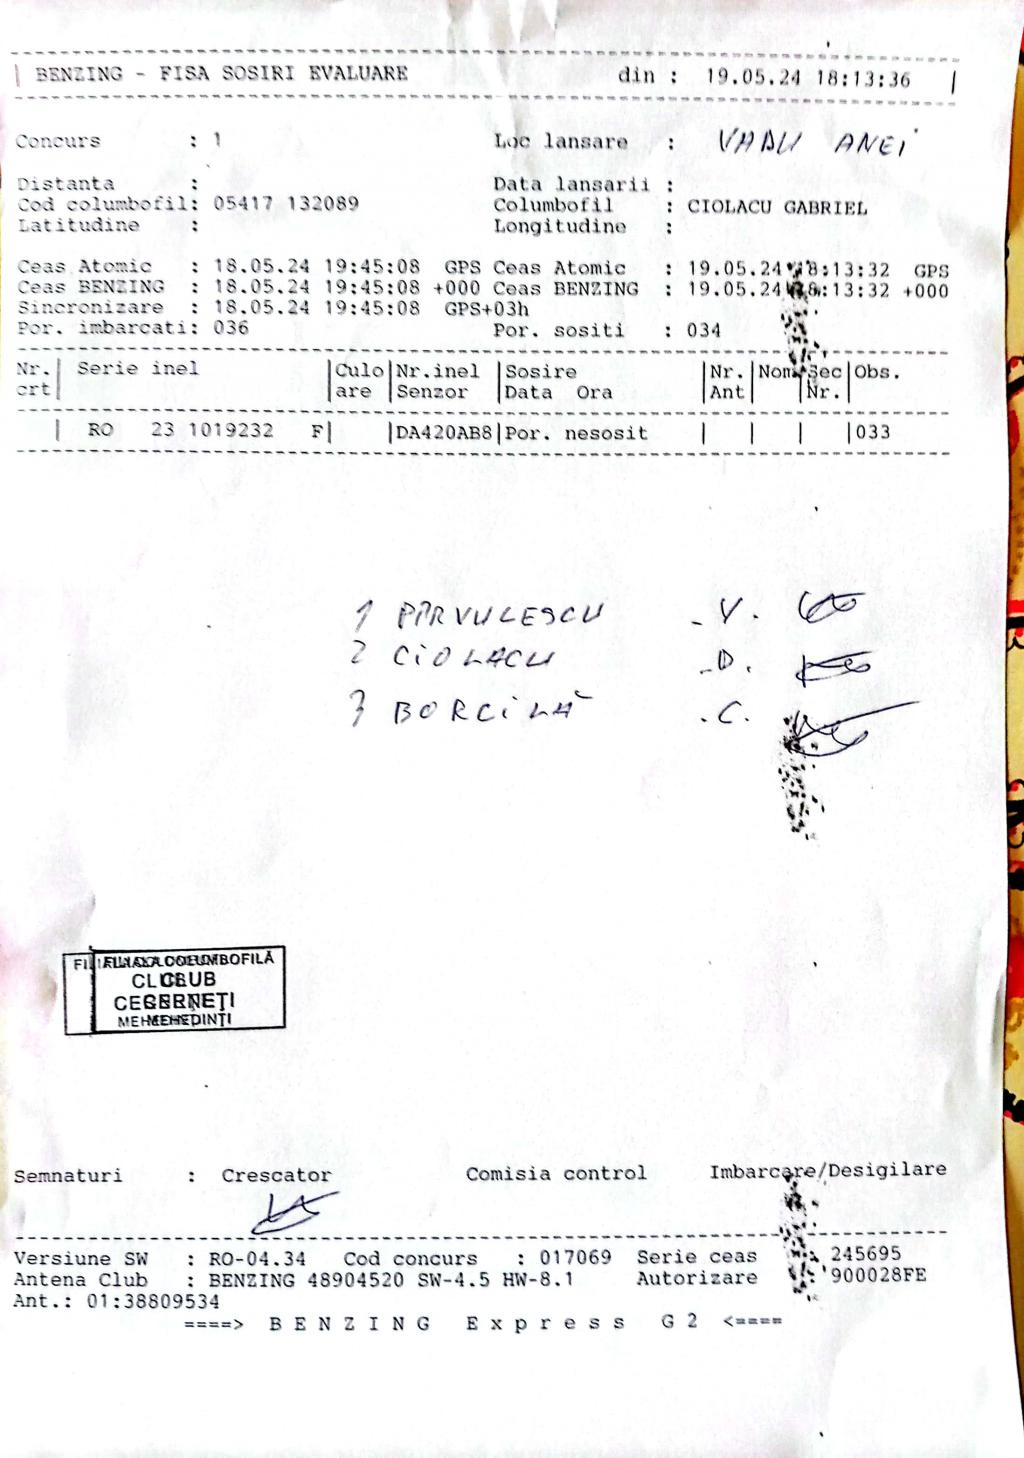 BENZING - FISA SOSIRI EVALUARE din : 19.05.24 18:13:36
Concurs : 1 Loc lansare : VADU ANEI
Distanta : Data lansarii :
Cod columbofil: 05417 132089 Columbofil : CIOLACU GABRIEL
Latitudine : Longitudine :
Ceas Atomic : 18.05.24 19:45:08 GPS Ceas Atomic : 19.05.24 18:13:32 GPS
Ceas BENZING : 18.05.24 19:45:08 +000 Ceas BENZING : 19.05.24 18:13:32 +000
Sincronizare : 18.05.24 19:45:08 GPS+03h
Por. imbarcati: 036 Por. sositi : 034
Nr. | Serie inel |Culo|Nr.inel |Sosire |Nr.|Nom|Sec|Obs.
crt| |are |Senzor |Data Ora |Ant| |Nr.|
| RO 23 1019232 F| |DA420AB8|Por. nesosit | | | |033
1 PÎRVULESCU -V.
2 CIOLACU -D.
3 BORCILĂ .C.
FILIALA COLUMBOFILĂ
CLUB
CERNEȚI
MEHEDINȚI
Semnaturi : Crescator Comisia control Imbarcare/Desigilare
Versiune SW : RO-04.34 Cod concurs : 017069 Serie ceas : 245695
Antena Club : BENZING 48904520 SW-4.5 HW-8.1 Autorizare : 900028FE
Ant.: 01:38809534
====> BENZING Express G2 <====